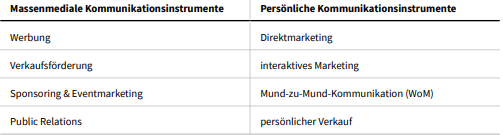 Massenmediale Kommunikationsinstrumente Persönliche Kommunikationsinstrumente
Werbung Direktmarketing
Verkaufsförderung interaktives Marketing
Sponsoring & Eventmarketing Mund-zu-Mund-Kommunikation (WoM)
Public Relations persönlicher Verkauf